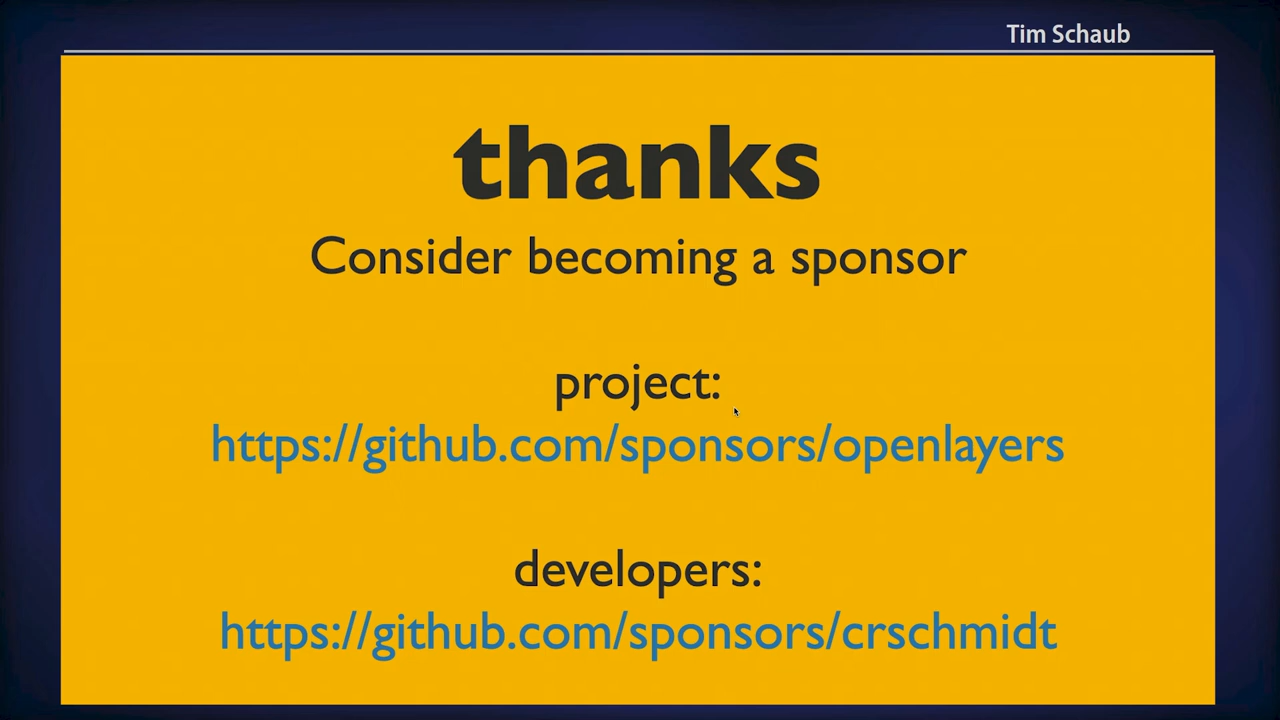 Tim Schaub
thanks
Consider becoming a sponsor
project:
https://github.com/sponsors/openlayers
developers:
https://github.com/sponsors/crschmidt